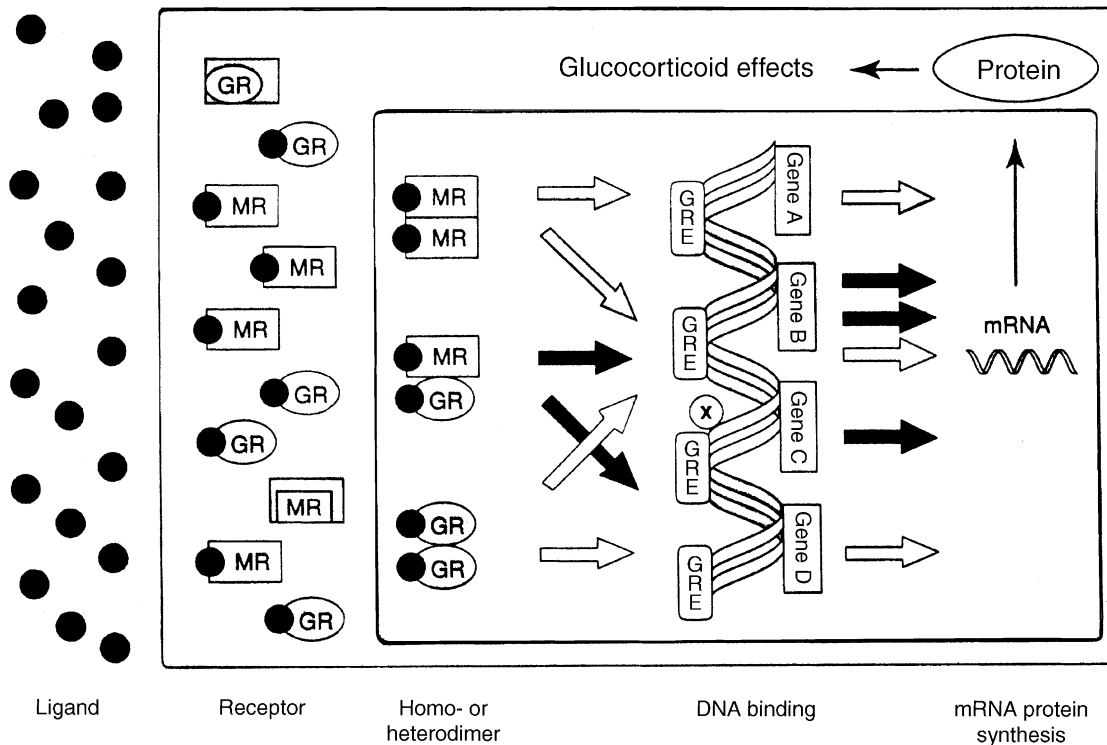 Glucocorticoid effects
Protein
GR
GR
MR
MR
MR
GR
GR
MR
MR
GR
MR
MR
MR
GR
GR
GR
GRE
GRE
GRE
GRE
Gene A
Gene B
Gene C
Gene D
X
mRNA
Ligand
Receptor
Homo- or
heterodimer
DNA binding
mRNA protein
synthesis